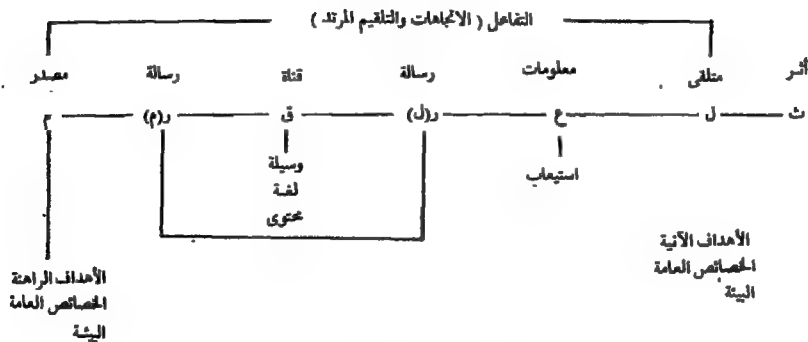 التفاعل ( الاتجاهات والتلقيم المرتد )
مصدر رسالة قناة رسالة معلومات متلقى أثر
م ر(م) ق ر(ل) ع ل ث
وسيلة
لغة
محتوى
استيعاب
الأهداف الآنية
الخصائص العامة
البيئة
الأهداف الراهنة
الخصائص العامة
البيئة